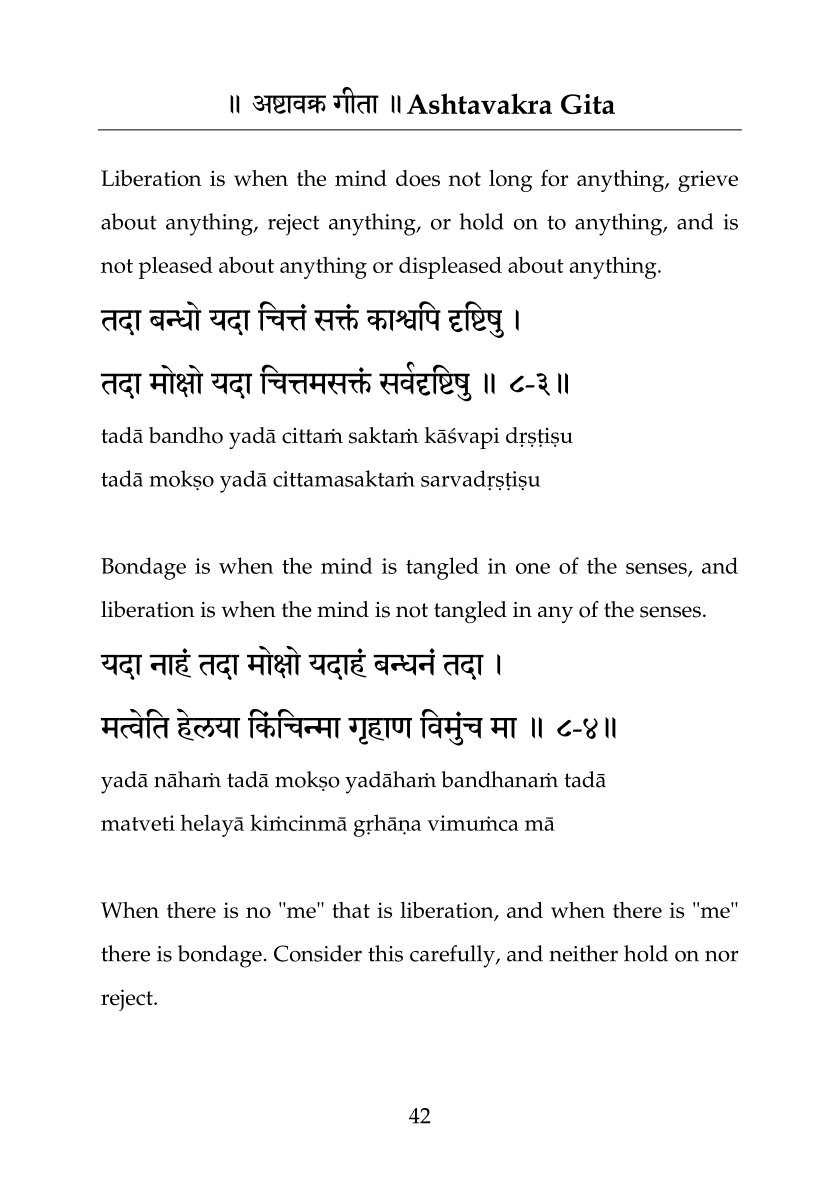 ॥ अष्टावक्र गीता ॥ Ashtavakra Gita
Liberation is when the mind does not long for anything, grieve
about anything, reject anything, or hold on to anything, and is
not pleased about anything or displeased about anything.
तदा बन्धो यदा चित्तं सक्तं काश्वपि दृष्टिषु ।
तदा मोक्षो यदा चित्तमसक्तं सर्वदृष्टिषु ॥ ८-३॥
tadā bandho yadā cittaṁ saktaṁ kāśvapi dṛṣṭiṣu
tadā mokṣo yadā cittamasaktaṁ sarvadṛṣṭiṣu
Bondage is when the mind is tangled in one of the senses, and
liberation is when the mind is not tangled in any of the senses.
यदा नाहं तदा मोक्षो यदाहं बन्धनं तदा ।
मत्वेति हेलया किंचिन्मा गृहाण विमुंच मा ॥ ८-४॥
yadā nāhaṁ tadā mokṣo yadāhaṁ bandhanaṁ tadā
matveti helayā kiṁcinmā gṛhāṇa vimuṁca mā
When there is no "me" that is liberation, and when there is "me"
there is bondage. Consider this carefully, and neither hold on nor
reject.
42